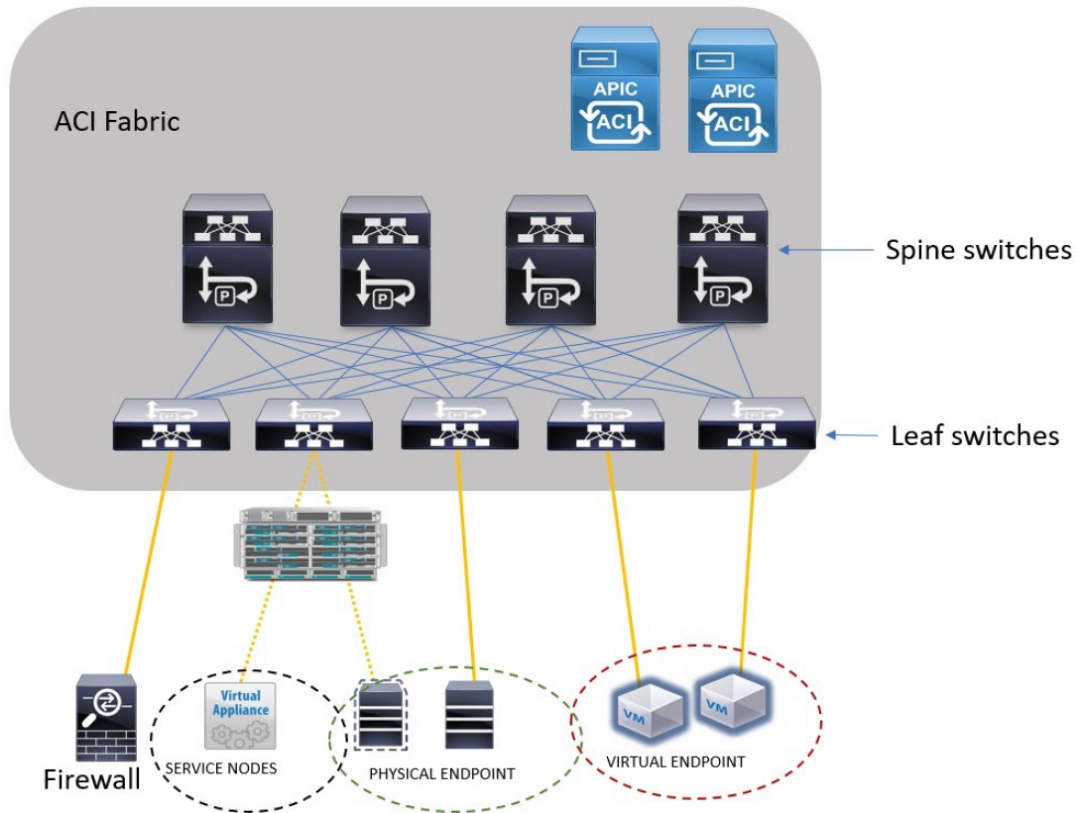 ACI Fabric
APIC
ACI
APIC
ACI
P
P
P
P
Spine switches
Leaf switches
Virtual
Appliance
VM
VM
Firewall
SERVICE NODES
PHYSICAL ENDPOINT
VIRTUAL ENDPOINT